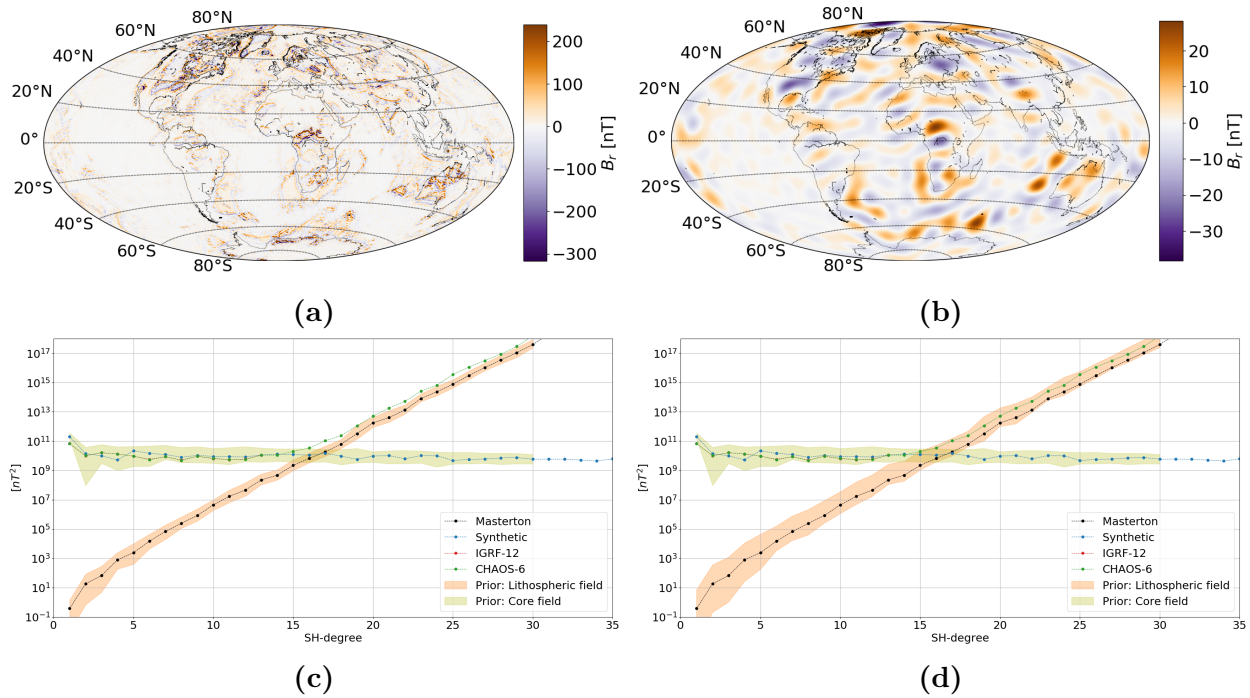 80°N
60°N
40°N
20°N
0°
20°S
40°S
60°S
80°S
200
100
0
−100
−200
−300
B_r [nT]
(a)
80°N
60°N
40°N
20°N
0°
20°S
40°S
60°S
80°S
20
10
0
−10
−20
−30
B_r [nT]
(b)
10^17
10^15
10^13
10^11
10^9
10^7
10^5
10^3
10^1
10^−1
[nT^2]
0 5 10 15 20 25 30 35
SH-degree
Masterton
Synthetic
IGRF-12
CHAOS-6
Prior: Lithospheric field
Prior: Core field
(c)
10^17
10^15
10^13
10^11
10^9
10^7
10^5
10^3
10^1
10^−1
[nT^2]
0 5 10 15 20 25 30 35
SH-degree
Masterton
Synthetic
IGRF-12
CHAOS-6
Prior: Lithospheric field
Prior: Core field
(d)